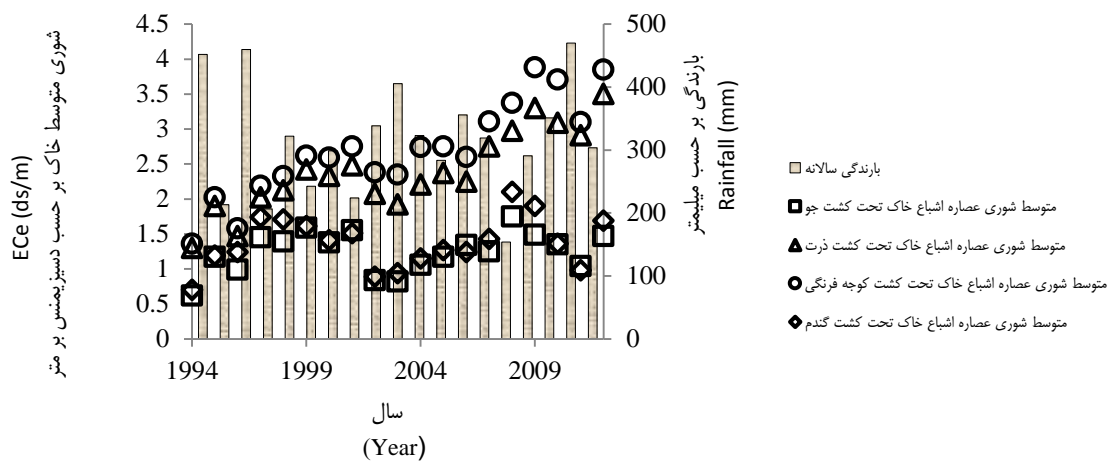 شوری متوسط خاک بر حسب دسیزیمنس بر متر
ECe (ds/m)
4.5
4
3.5
3
2.5
2
1.5
1
0.5
0
500
400
300
200
100
0
بارندگی بر حسب میلیمتر
Rainfall (mm)
1994
1999
2004
2009
سال
(Year)
بارندگی سالانه
متوسط شوری عصاره اشباع خاک تحت کشت جو
متوسط شوری عصاره اشباع خاک تحت کشت ذرت
متوسط شوری عصاره اشباع خاک تحت کشت کوجه فرنگی
متوسط شوری عصاره اشباع خاک تحت کشت گندم